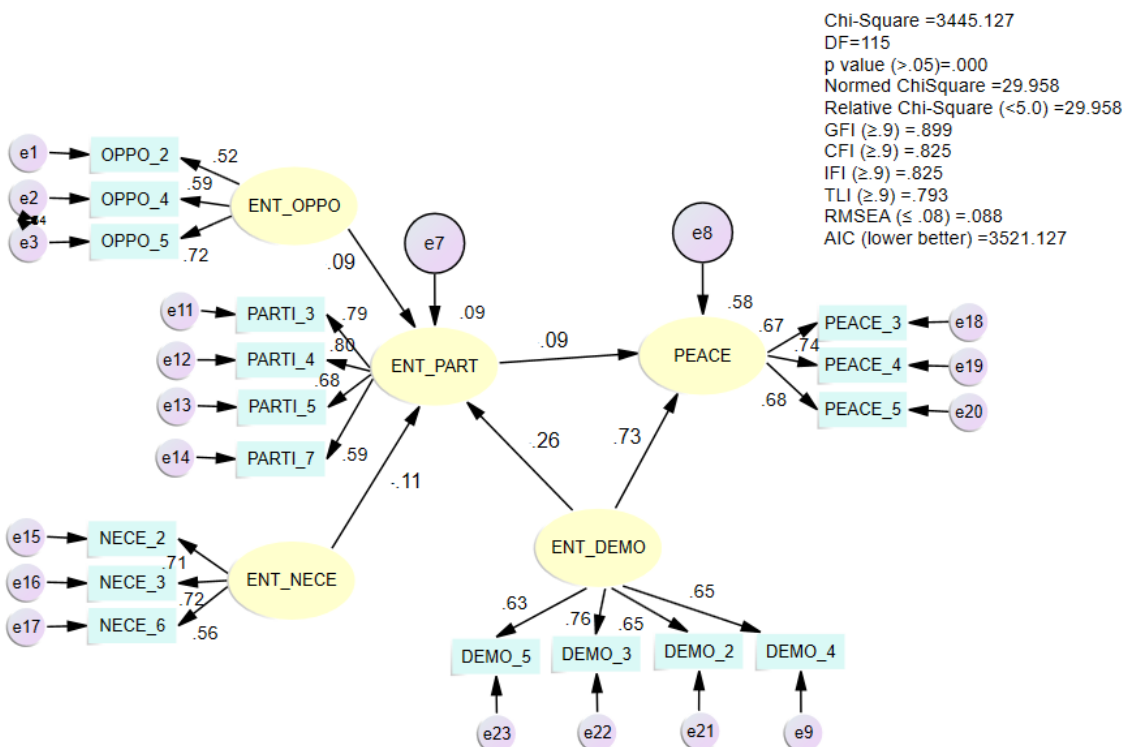 Chi-Square =3445.127
DF=115
p value (>.05)=.000
Normed ChiSquare =29.958
Relative Chi-Square (<5.0) =29.958
GFI (≥.9) =.899
CFI (≥.9) =.825
IFI (≥.9) =.825
TLI (≥.9) =.793
RMSEA (≤ .08) =.088
AIC (lower better) =3521.127
e1
OPPO_2
.52
e2
OPPO_4
.59
ENT_OPPO
e3
OPPO_5
.72
.09
e7
e8
e11
PARTI_3
.79
.09
e12
PARTI_4
.80
ENT_PART
e13
PARTI_5
.68
e14
PARTI_7
.59
.09
.58
PEACE
.67
PEACE_3
e18
.74
PEACE_4
e19
.68
PEACE_5
e20
-.11
.26
.73
e15
NECE_2
.71
e16
NECE_3
.72
ENT_NECE
e17
NECE_6
.56
ENT_DEMO
.63
.76
.65
.65
DEMO_5
DEMO_3
DEMO_2
DEMO_4
e23
e22
e21
e9